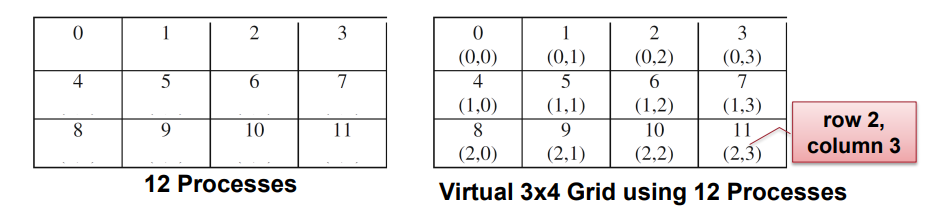 0 1 2 3
4 5 6 7
8 9 10 11
12 Processes
0 1 2 3
(0,0) (0,1) (0,2) (0,3)
4 5 6 7
(1,0) (1,1) (1,2) (1,3)
8 9 10 11
(2,0) (2,1) (2,2) (2,3)
row 2,
column 3
Virtual 3x4 Grid using 12 Processes